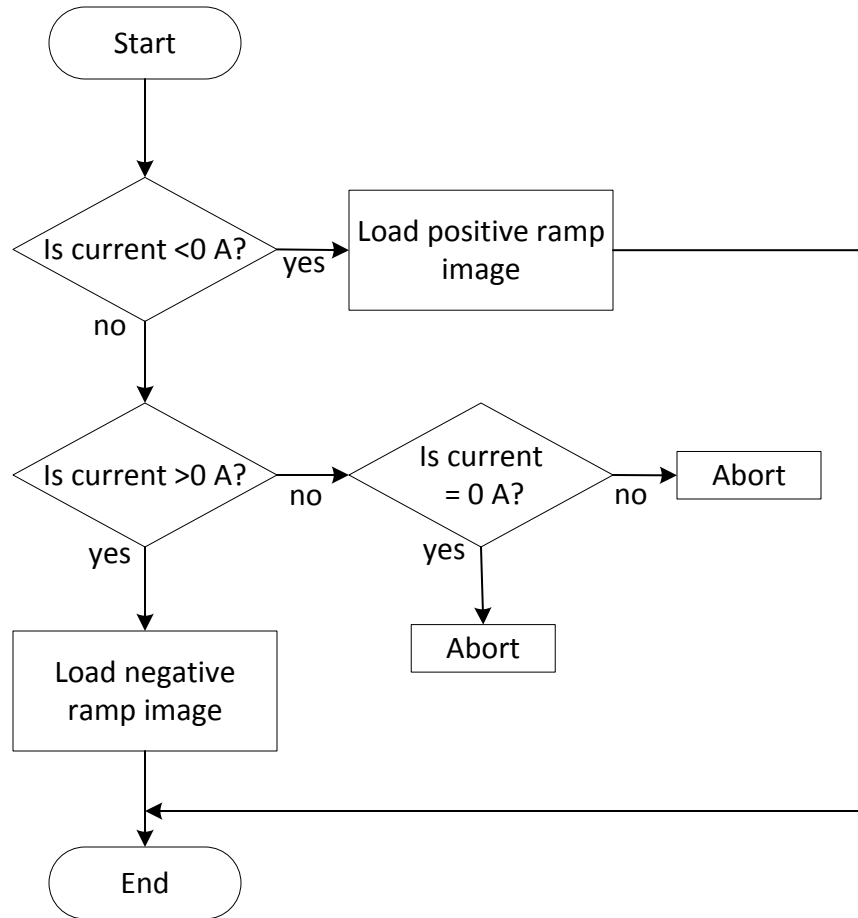 Start
Is current <0 A?
yes
Load positive ramp
image
no
Is current >0 A?
no
Is current
= 0 A?
no
Abort
yes
yes
Abort
Load negative
ramp image
End